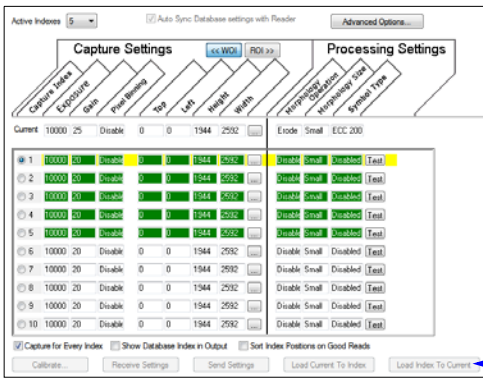 Active Indexes 5 Auto Sync Database settings with Reader Advanced Options...
Capture Settings << WOI ROI >> Processing Settings
Capture Index Exposure Gain Pixel Binning Top Left Height Width Morphology Operation Morphology Size Symbol Type
Current 10000 25 Disable 0 0 1944 2592 ... Erode Small ECC 200
1 10000 20 Disable 0 0 1944 2592 ... Disable Small Disabled Test
2 10000 20 Disable 0 0 1944 2592 ... Disable Small Disabled Test
3 10000 20 Disable 0 0 1944 2592 ... Disable Small Disabled Test
4 10000 20 Disable 0 0 1944 2592 ... Disable Small Disabled Test
5 10000 20 Disable 0 0 1944 2592 ... Disable Small Disabled Test
6 10000 20 Disable 0 0 1944 2592 ... Disable Small Disabled Test
7 10000 20 Disable 0 0 1944 2592 ... Disable Small Disabled Test
8 10000 20 Disable 0 0 1944 2592 ... Disable Small Disabled Test
9 10000 20 Disable 0 0 1944 2592 ... Disable Small Disabled Test
10 10000 20 Disable 0 0 1944 2592 ... Disable Small Disabled Test
Capture for Every Index Show Database Index in Output Sort Index Positions on Good Reads
Calibrate... Receive Settings Send Settings Load Current To Index Load Index To Current